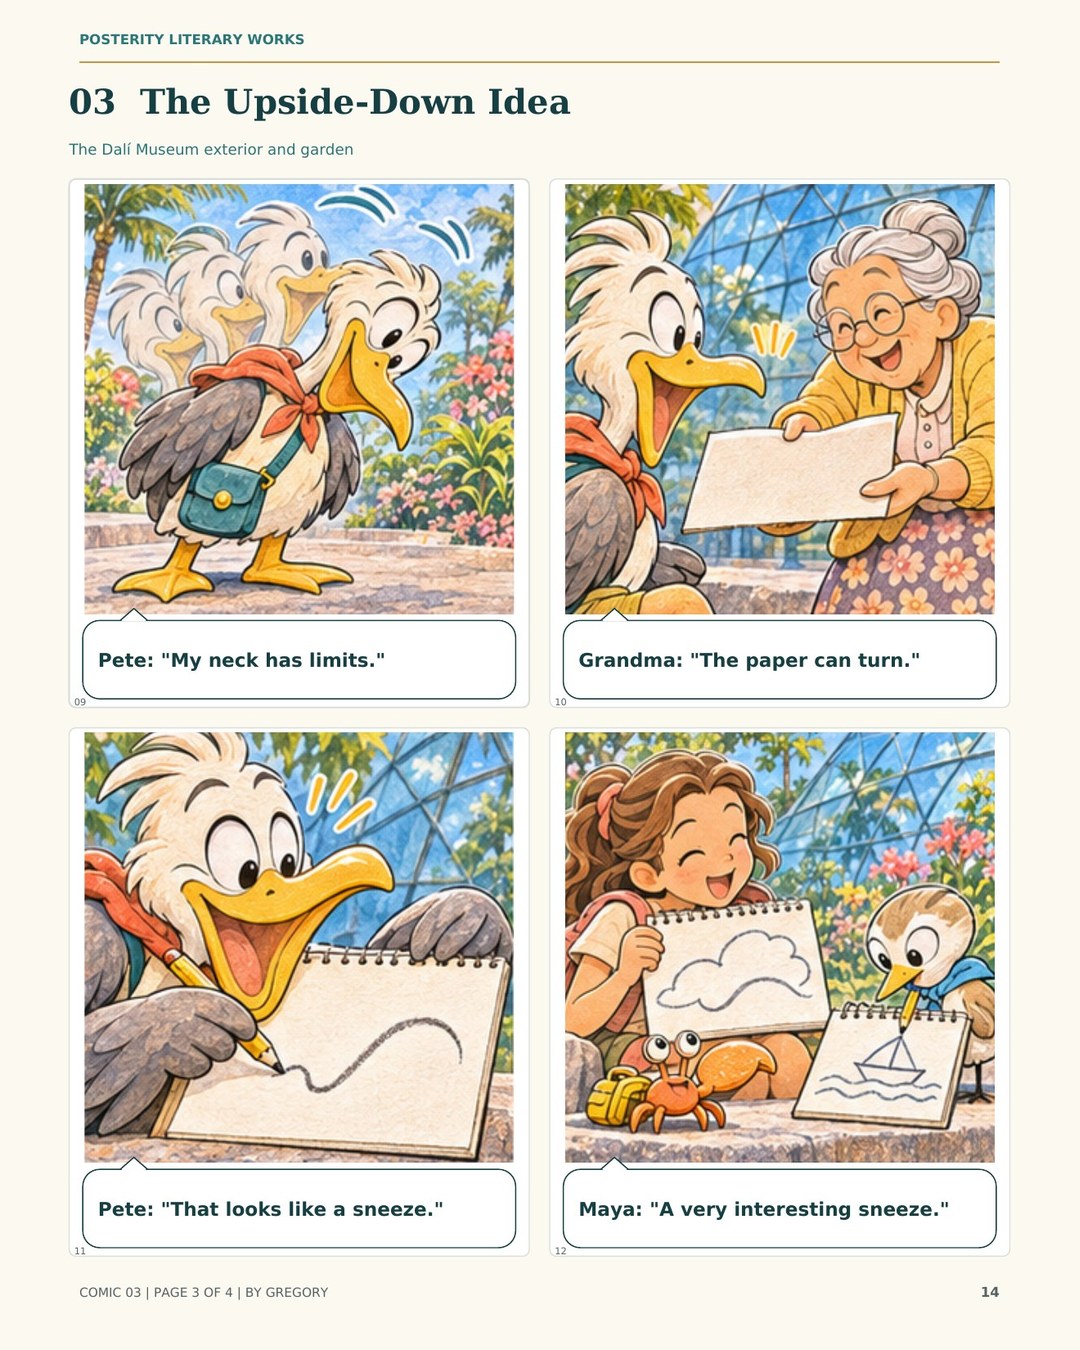 POSTERITY LITERARY WORKS
03 The Upside-Down Idea
The Dalí Museum exterior and garden
Pete: "My neck has limits."
09
Grandma: "The paper can turn."
10
Pete: "That looks like a sneeze."
11
Maya: "A very interesting sneeze."
12
COMIC 03 | PAGE 3 OF 4 | BY GREGORY
14